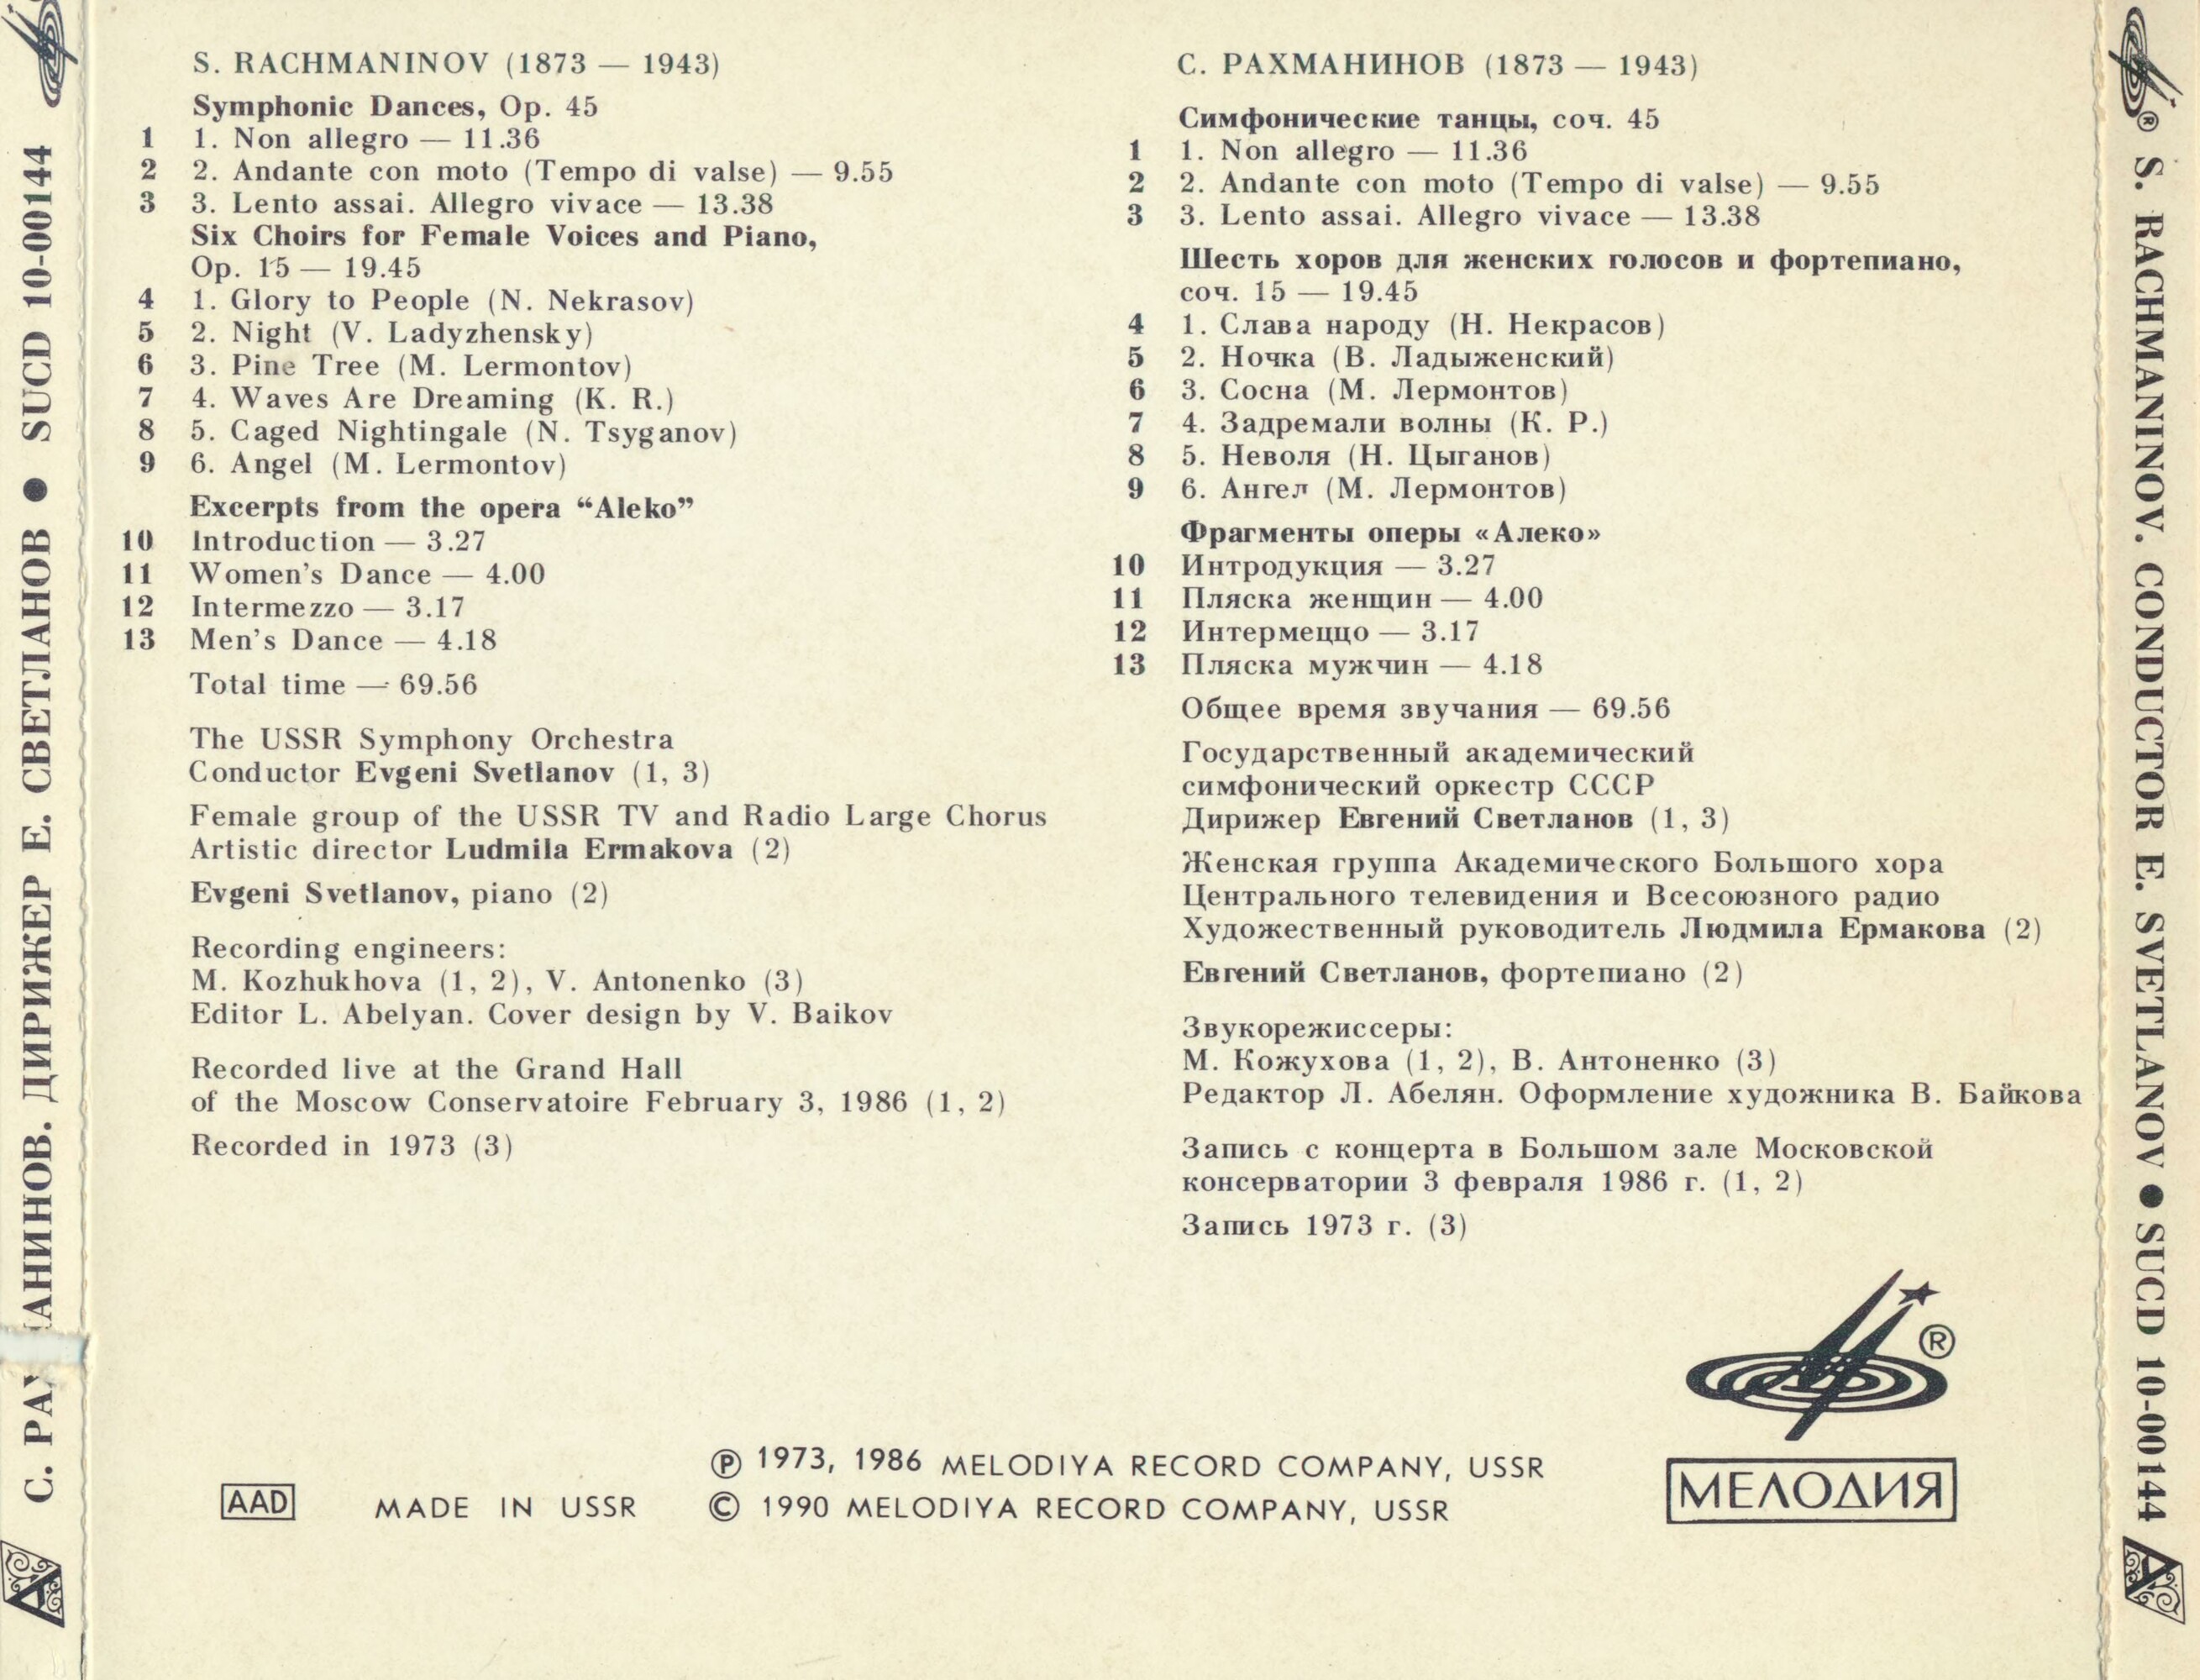 S. RACHMANINOV (1873 — 1943)
Symphonic Dances, Op. 45
1 1. Non allegro — 11.36
2 2. Andante con moto (Tempo di valse) — 9.55
3 3. Lento assai. Allegro vivace — 13.38
Six Choirs for Female Voices and Piano,
Op. 15 — 19.45
4 1. Glory to People (N. Nekrasov)
5 2. Night (V. Ladyzhensky)
6 3. Pine Tree (M. Lermontov)
7 4. Waves Are Dreaming (K. R.)
8 5. Caged Nightingale (N. Tsyganov)
9 6. Angel (M. Lermontov)
Excerpts from the opera “Aleko”
10 Introduction — 3.27
11 Women's Dance — 4.00
12 Intermezzo — 3.17
13 Men's Dance — 4.18
Total time — 69.56
The USSR Symphony Orchestra
Conductor Evgeni Svetlanov (1, 3)
Female group of the USSR TV and Radio Large Chorus
Artistic director Ludmila Ermakova (2)
Evgeni Svetlanov, piano (2)
Recording engineers:
M. Kozhukhova (1, 2), V. Antonenko (3)
Editor L. Abelyan. Cover design by V. Baikov
Recorded live at the Grand Hall
of the Moscow Conservatoire February 3, 1986 (1, 2)
Recorded in 1973 (3)
С. РАХМАНИНОВ (1873 — 1943)
Симфонические танцы, соч. 45
1 1. Non allegro — 11.36
2 2. Andante con moto (Tempo di valse) — 9.55
3 3. Lento assai. Allegro vivace — 13.38
Шесть хоров для женских голосов и фортепиано,
соч. 15 — 19.45
4 1. Слава народу (Н. Некрасов)
5 2. Ночка (В. Ладыженский)
6 3. Сосна (М. Лермонтов)
7 4. Задремали волны (К. Р.)
8 5. Неволя (Н. Цыганов)
9 6. Ангел (М. Лермонтов)
Фрагменты оперы «Алеко»
10 Интродукция — 3.27
11 Пляска женщин — 4.00
12 Интермеццо — 3.17
13 Пляска мужчин — 4.18
Общее время звучания — 69.56
Государственный академический
симфонический оркестр СССР
Дирижер Евгений Светланов (1, 3)
Женская группа Академического Большого хора
Центрального телевидения и Всесоюзного радио
Художественный руководитель Людмила Ермакова (2)
Евгений Светланов, фортепиано (2)
Звукорежиссеры:
М. Кожухова (1, 2), В. Антоненко (3)
Редактор Л. Абелян. Оформление художника В. Байкова
Запись с концерта в Большом зале Московской
консерватории 3 февраля 1986 г. (1, 2)
Запись 1973 г. (3)
®
МЕЛОДИЯ
AAD MADE IN USSR
℗ 1973, 1986 MELODIYA RECORD COMPANY, USSR
© 1990 MELODIYA RECORD COMPANY, USSR
С. ДИРИЖЕР Е. СВЕТЛАНОВ ● SUCD 10-00144
® S. RACHMANINOV. CONDUCTOR E. SVETLANOV ● SUCD 10-00144